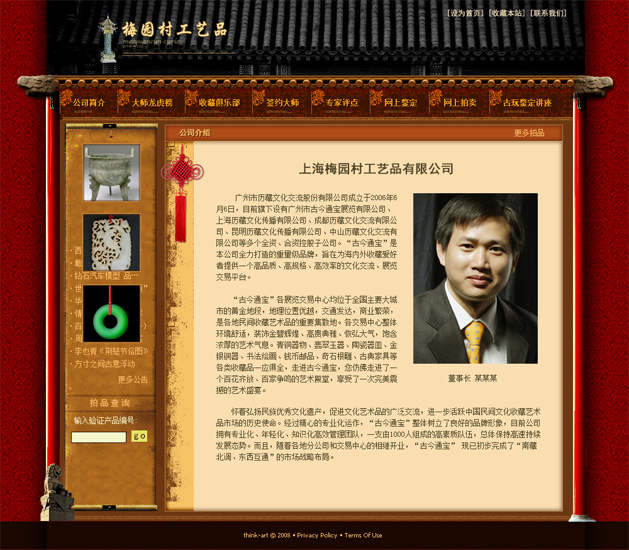 [设为首页] [收藏本站] [联系我们]
梅园村工艺品
公司简介 大师龙虎榜 收藏俱乐部 签约大师 专家评点 网上鉴定 网上拍卖 古玩鉴定讲座
公司介绍
更多拍品
上海梅园村工艺品有限公司
广州市历藏文化交流股份有限公司成立于2006年6
月6日，目前旗下设有广州市古今通宝展览有限公司、
上海历藏文化传播有限公司、成都历藏文化交流有限公
司、昆明历藏文化传播有限公司、中山历藏文化交流有
限公司等多个全资、合资控股子公司。“古今通宝”是
本公司全力打造的重量级品牌，旨在为海内外收藏爱好
者提供一个高品质、高规格、高效率的文化交流、展览
交易平台。
“古今通宝”各展览交易中心均位于全国主要大城
市的黄金地段，地理位置优越，交通发达，商业繁荣，
是各地民间收藏艺术品的重要集散地。各交易中心整体
环境舒适，装饰金碧辉煌、高贵典雅、恢弘大气，饱含
浓厚的艺术气息。青铜器物、翡翠玉器、陶瓷器皿、金
银铜器、书法绘画、钱币邮品、奇石根雕、古典家具等
各类收藏品一应俱全，走进古今通宝，您仿佛走进了一
个百花齐放、百家争鸣的艺术殿堂，享受了一次完美震
撼的艺术盛宴。
董事长 某某某
怀着弘扬民族优秀文化遗产，促进文化艺术品的广泛交流，进一步活跃中国民间文化收藏艺术
品市场的历史使命。经过精心的专业化运作，“古今通宝”整体树立了良好的品牌形象，目前公司
拥有专业化、年轻化、知识化高效管理团队，一支由1000人组成的高素质队伍，总体保持高速持续
发展态势。而且，随着各地分公司和交易中心的相继开业，“古今通宝” 现已初步完成了“南藏
北调、东西互通”的市场战略布局。
· 西
· 钻石汽车模型 品…
· 世
· 华
· 百
· 周
· 李也青『荆楚节俗图』
· 方寸之间古意浮动
更多公告
拍品查询
输入验证产品编号:
go
think-art @ 2008 • Privacy Policy • Terms Of Use